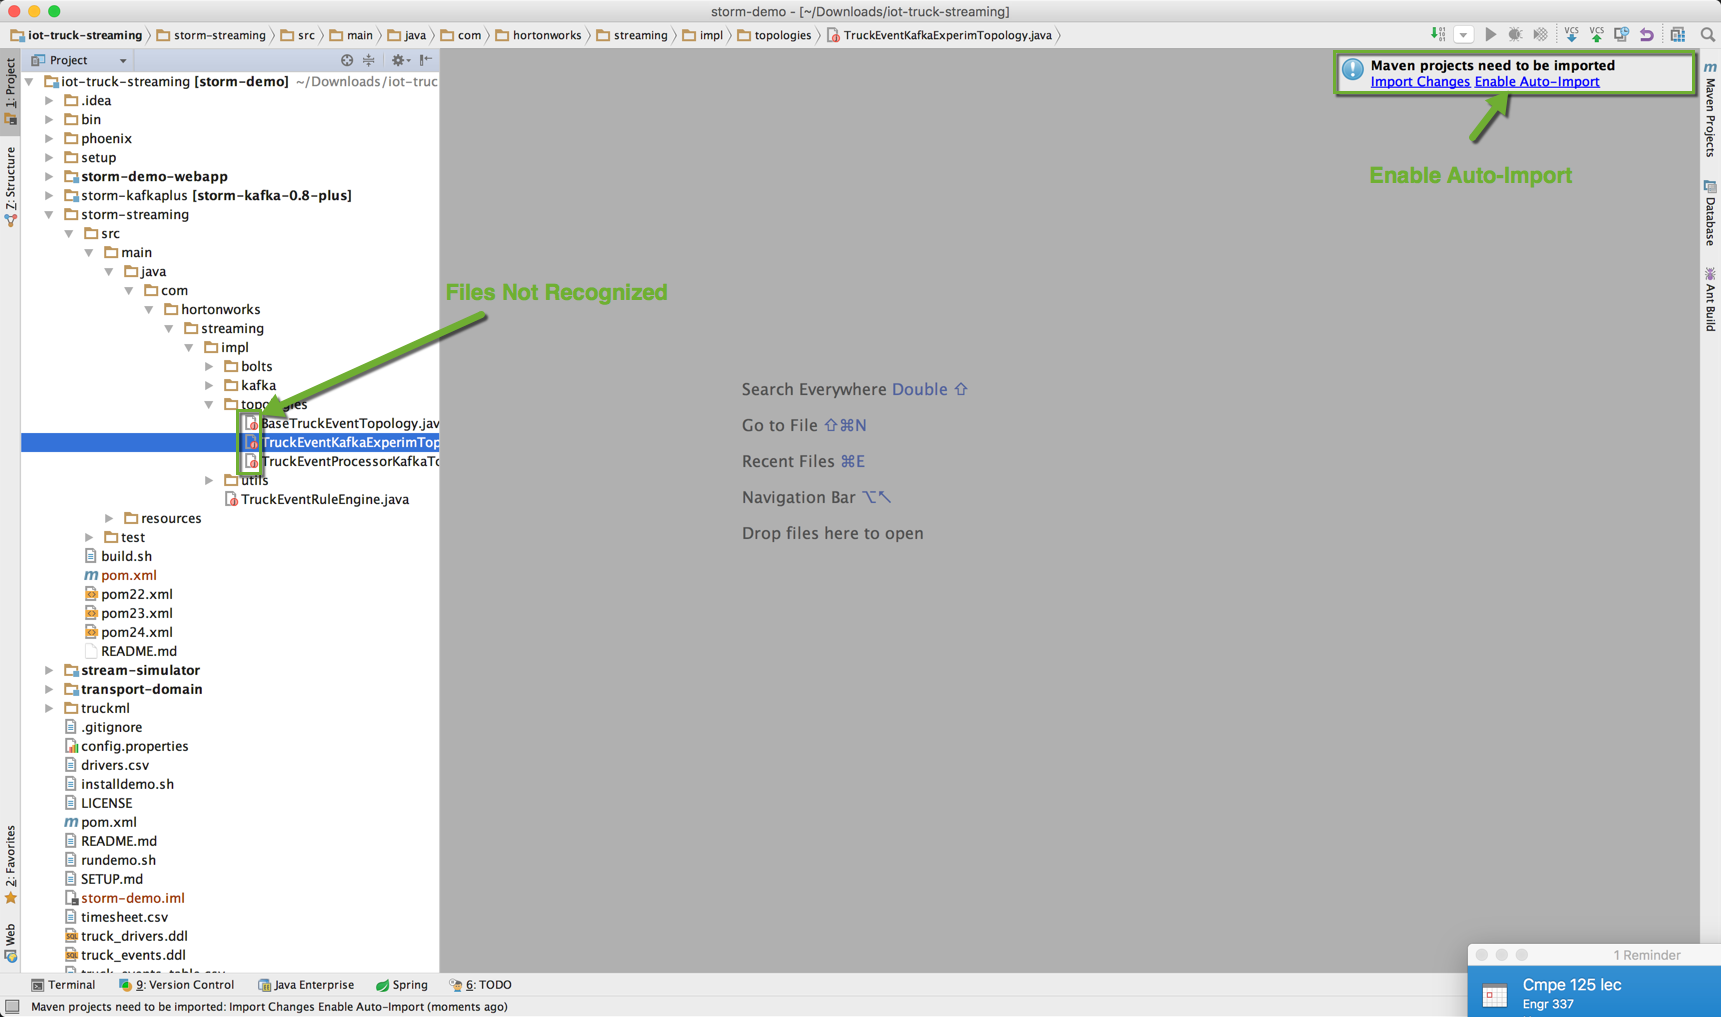 storm-demo - [~/Downloads/iot-truck-streaming]
iot-truck-streaming storm-streaming src main java com hortonworks streaming impl topologies TruckEventKafkaExperimTopology.java
Project
iot-truck-streaming [storm-demo] ~/Downloads/iot-truc
.idea
bin
phoenix
setup
storm-demo-webapp
storm-kafkaplus [storm-kafka-0.8-plus]
storm-streaming
src
main
java
com
hortonworks
streaming
impl
bolts
kafka
topologies
BaseTruckEventTopology.jav
TruckEventKafkaExperimTop
TruckEventProcessorKafkaTo
utils
TruckEventRuleEngine.java
resources
test
build.sh
pom.xml
pom22.xml
pom23.xml
pom24.xml
README.md
stream-simulator
transport-domain
truckml
.gitignore
config.properties
drivers.csv
installdemo.sh
LICENSE
pom.xml
README.md
rundemo.sh
SETUP.md
storm-demo.iml
timesheet.csv
truck_drivers.ddl
truck_events.ddl
1: Project
Z: Structure
2: Favorites
Web
Files Not Recognized
Search Everywhere Double ⇧
Go to File ⇧⌘N
Recent Files ⌘E
Navigation Bar ⌥↖
Drop files here to open
VCS VCS
Maven projects need to be imported
Import Changes Enable Auto-Import
Enable Auto-Import
Maven Projects
Database
Ant Build
Terminal 9: Version Control Java Enterprise Spring 6: TODO
Maven projects need to be imported: Import Changes Enable Auto-Import (moments ago)
1 Reminder
Cmpe 125 lec
Engr 337